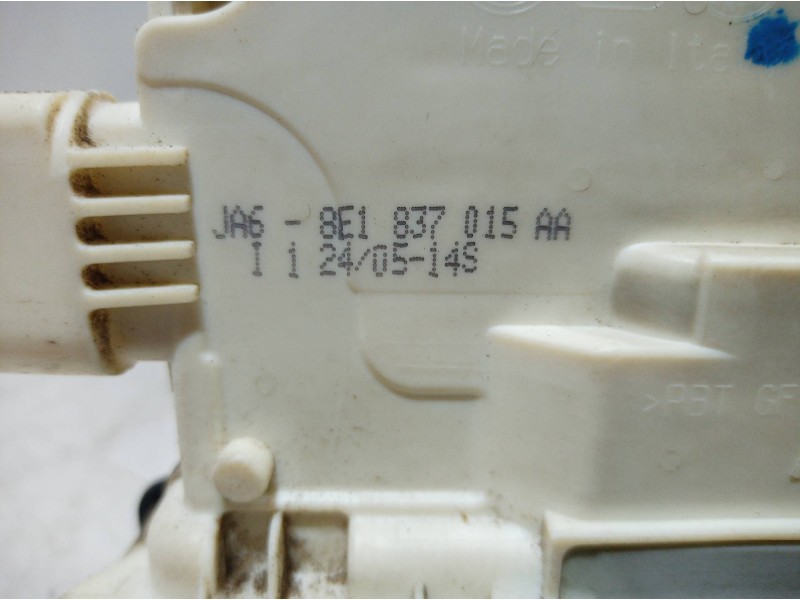 Made in Ita
JA6 - 8E1 837 015 AA
I i 24/05-14S
>PBT GF